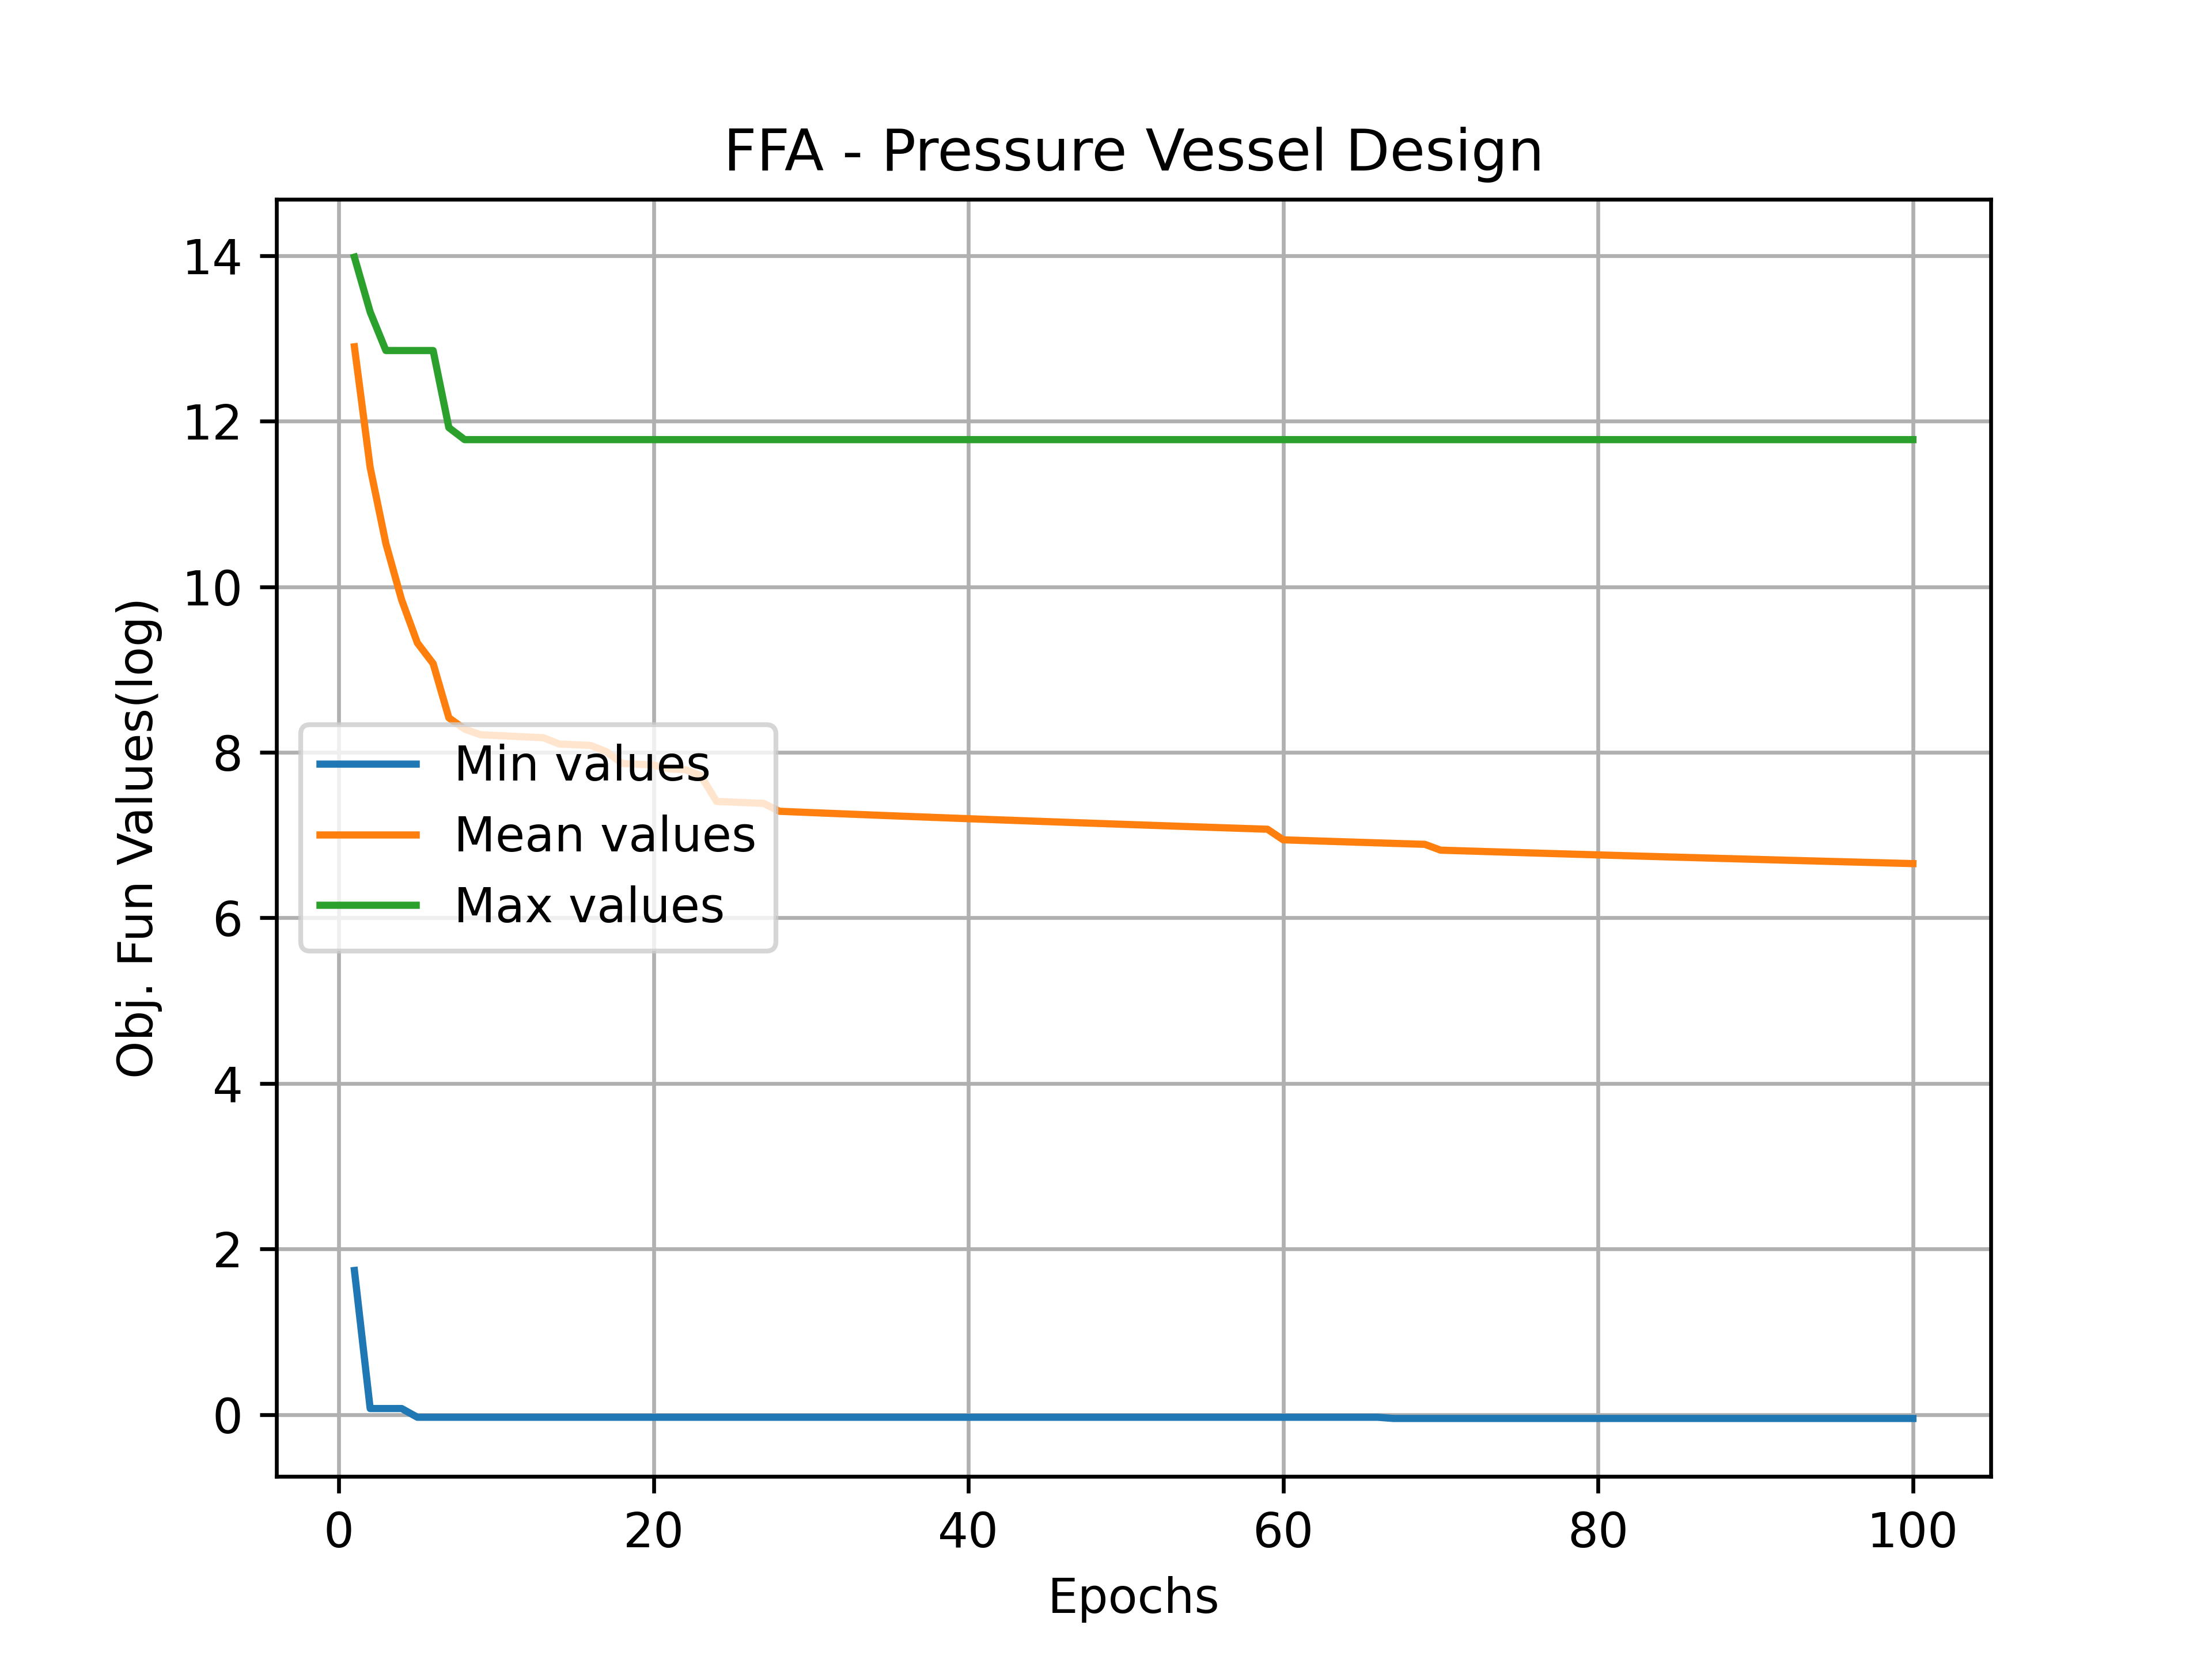 FFA - Pressure Vessel Design
Obj. Fun Values(log)
14
12
10
8
6
4
2
0
Min values
Mean values
Max values
0 20 40 60 80 100
Epochs